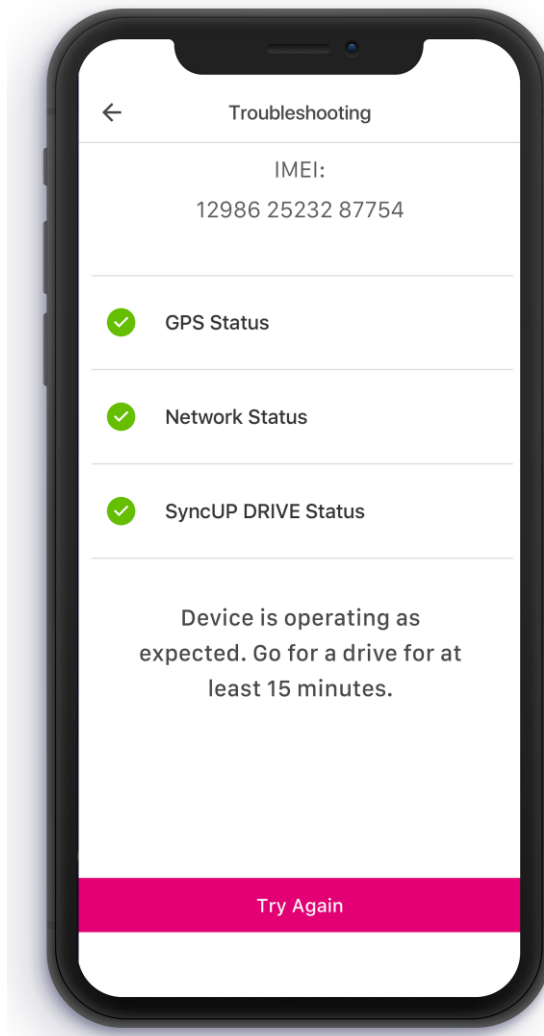 Troubleshooting
IMEI:
12986 25232 87754
GPS Status
Network Status
SyncUP DRIVE Status
Device is operating as
expected. Go for a drive for at
least 15 minutes.
Try Again